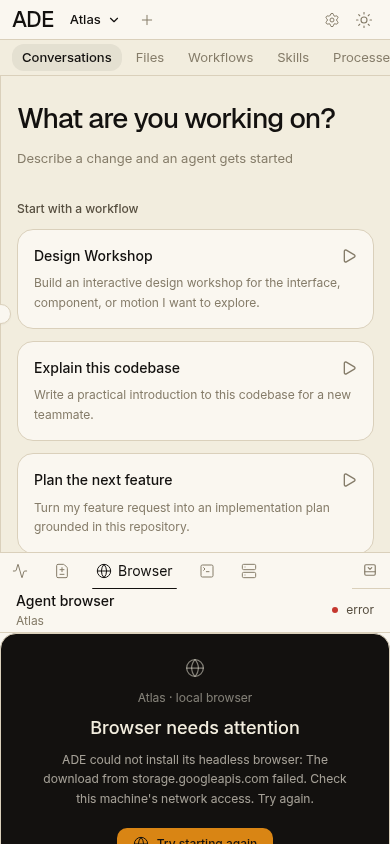 ADE Atlas
Conversations Files Workflows Skills Processe
What are you working on?
Describe a change and an agent gets started
Start with a workflow
Design Workshop
Build an interactive design workshop for the interface,
component, or motion I want to explore.
Explain this codebase
Write a practical introduction to this codebase for a new
teammate.
Plan the next feature
Turn my feature request into an implementation plan
grounded in this repository.
Browser
Agent browser
Atlas
error
Atlas · local browser
Browser needs attention
ADE could not install its headless browser: The
download from storage.googleapis.com failed. Check
this machine's network access. Try again.
Try starting again